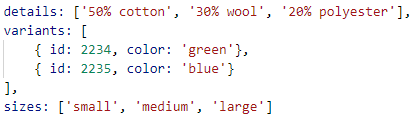 details: ['50% cotton', '30% wool', '20% polyester'],
variants: [
    { id: 2234, color: 'green'},
    { id: 2235, color: 'blue'}
],
sizes: ['small', 'medium', 'large']